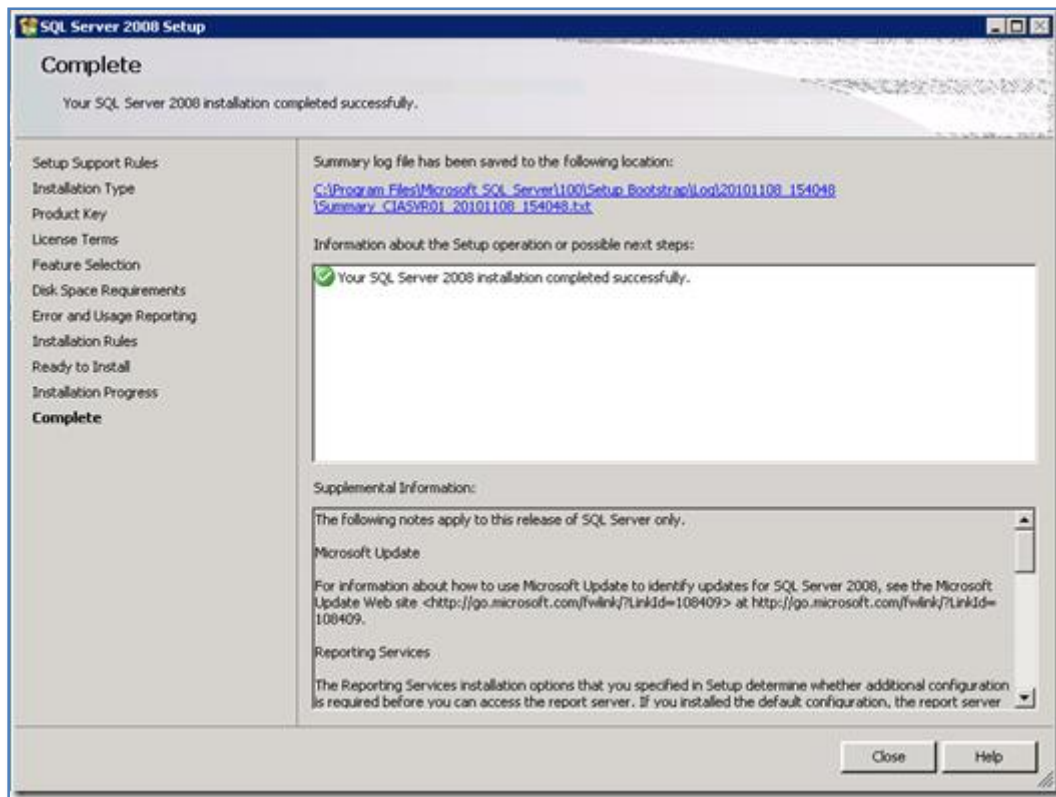 SQL Server 2008 Setup
Complete
Your SQL Server 2008 installation completed successfully.
Setup Support Rules
Installation Type
Product Key
License Terms
Feature Selection
Disk Space Requirements
Error and Usage Reporting
Installation Rules
Ready to Install
Installation Progress
Complete
Summary log file has been saved to the following location:
C:\Program Files\Microsoft SQL Server\100\Setup Bootstrap\Log\20101108_154048
\Summary_CIASVR01_20101108_154048.txt
Information about the Setup operation or possible next steps:
Your SQL Server 2008 installation completed successfully.
Supplemental Information:
The following notes apply to this release of SQL Server only.
Microsoft Update
For information about how to use Microsoft Update to identify updates for SQL Server 2008, see the Microsoft
Update Web site <http://go.microsoft.com/fwlink/?LinkId=108409> at http://go.microsoft.com/fwlink/?LinkId=
108409.
Reporting Services
The Reporting Services installation options that you specified in Setup determine whether additional configuration
is required before you can access the report server. If you installed the default configuration, the report server
Close
Help